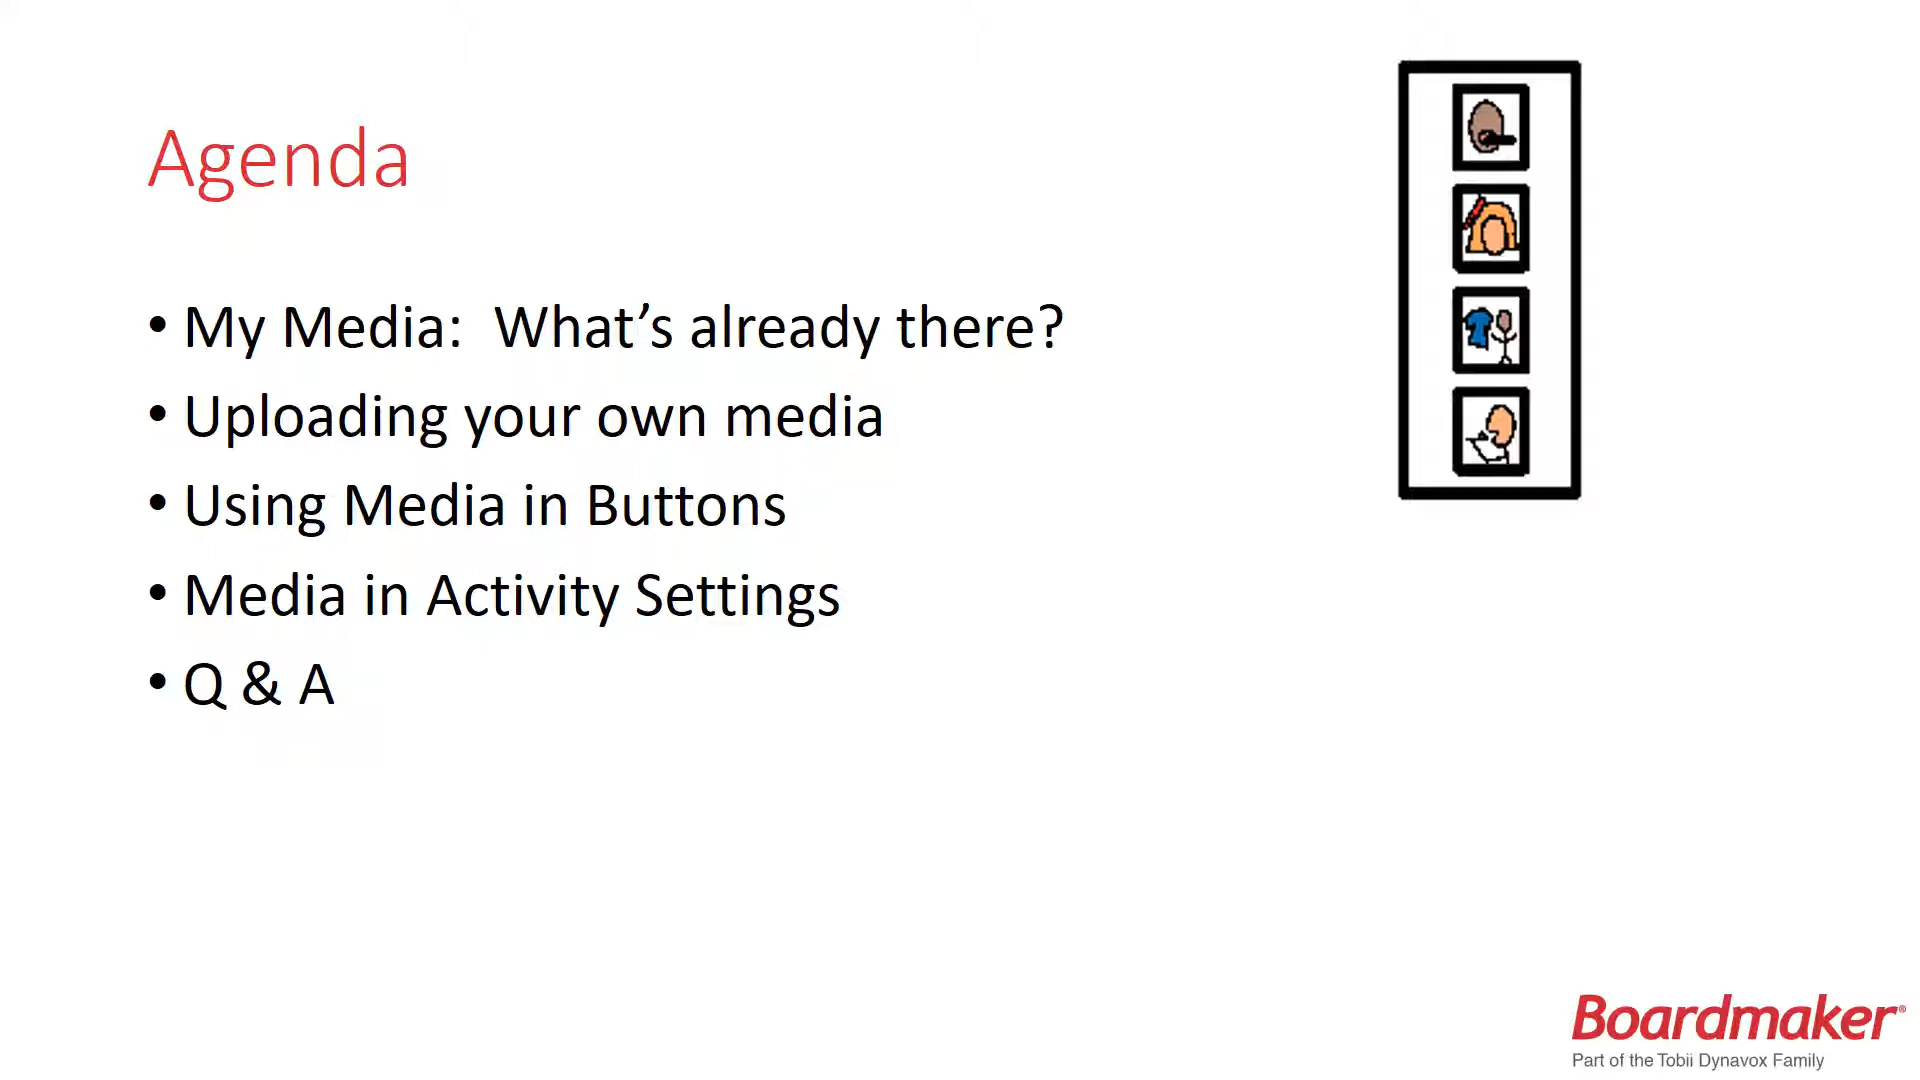 Agenda
• My Media:  What’s already there?
• Uploading your own media
• Using Media in Buttons
• Media in Activity Settings
• Q & A
Boardmaker®
Part of the Tobii Dynavox Family